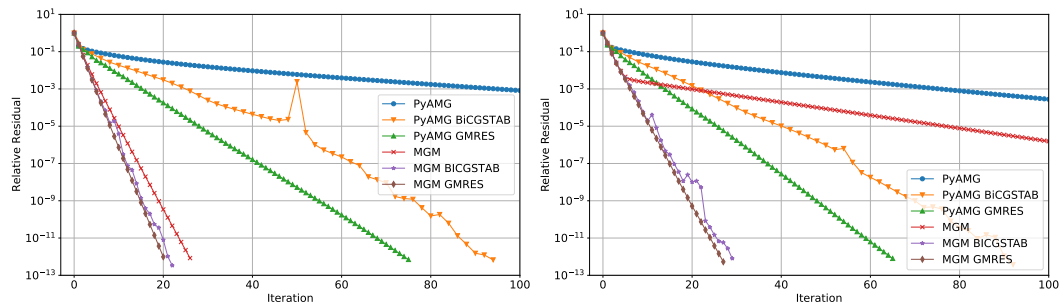 Relative Residual
10^1
10^-1
10^-3
10^-5
10^-7
10^-9
10^-11
10^-13
PyAMG
PyAMG BiCGSTAB
PyAMG GMRES
MGM
MGM BICGSTAB
MGM GMRES
0 20 40 60 80 100
Iteration
Relative Residual
10^1
10^-1
10^-3
10^-5
10^-7
10^-9
10^-11
10^-13
PyAMG
PyAMG BiCGSTAB
PyAMG GMRES
MGM
MGM BICGSTAB
MGM GMRES
0 20 40 60 80 100
Iteration